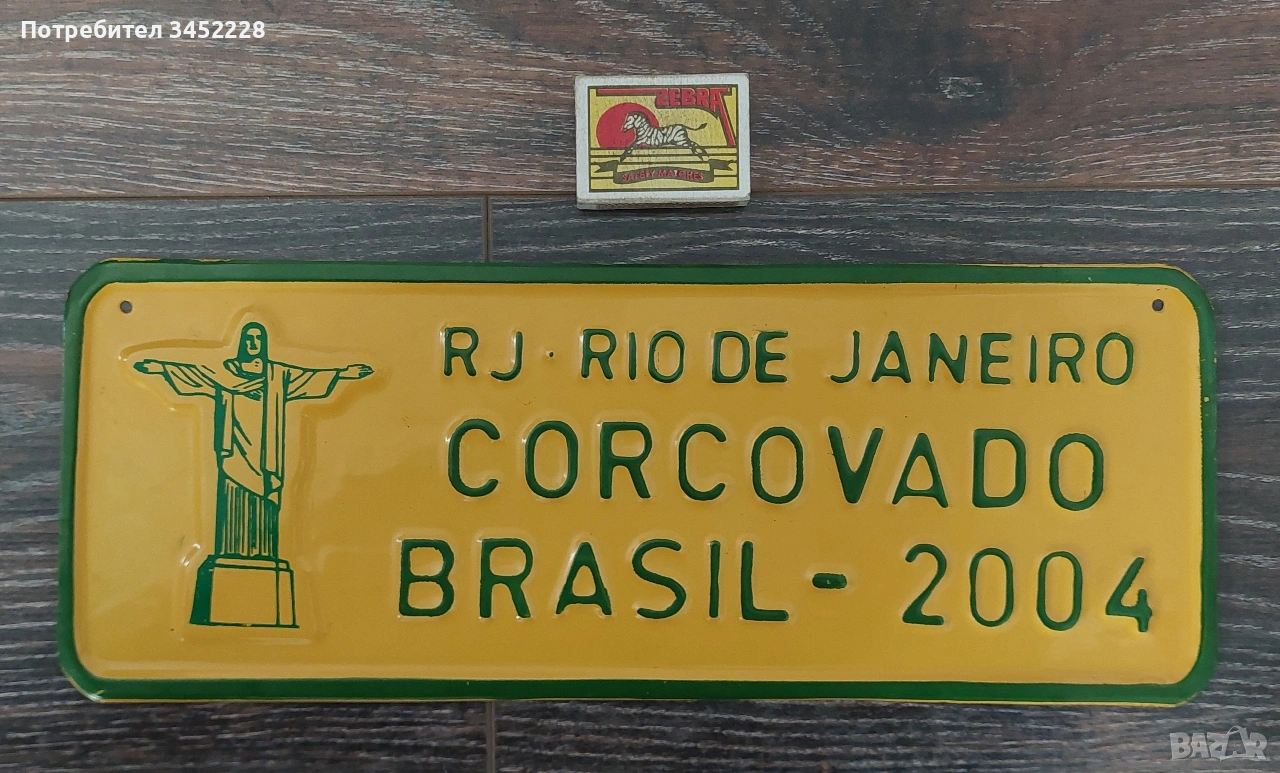 Потребител 3452228
ZEBRA
SAFETY MATCHES
RJ · RIO DE JANEIRO
CORCOVADO
BRASIL - 2004
BAZAR